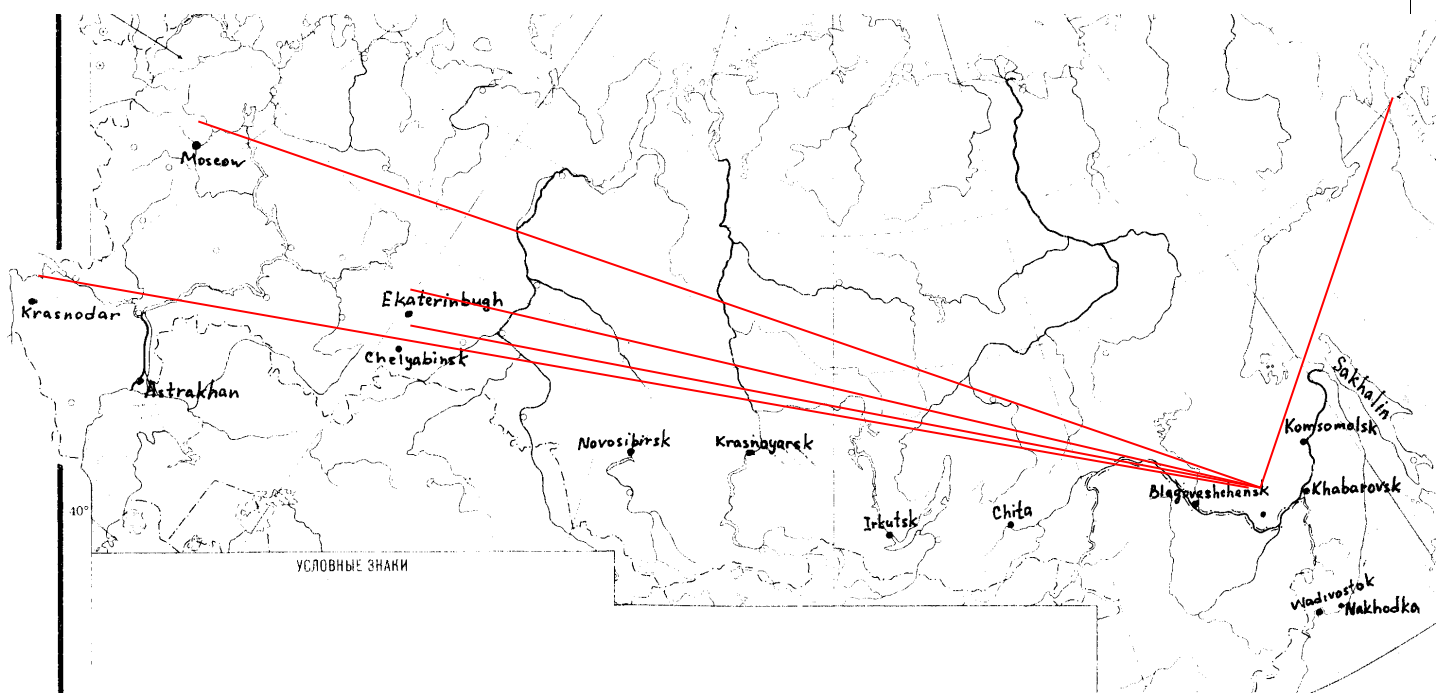 Moscow
Krasnodar
Ekaterinbugh
Chelyabinsk
Astrakhan
Novosibirsk
Krasnoyarsk
Irkutsk
Chita
Blagoveshchensk
Khabarovsk
Komsomolsk
Sakhalin
Wadivostok
Nakhodka
40°
УСЛОВНЫЕ ЗНАКИ